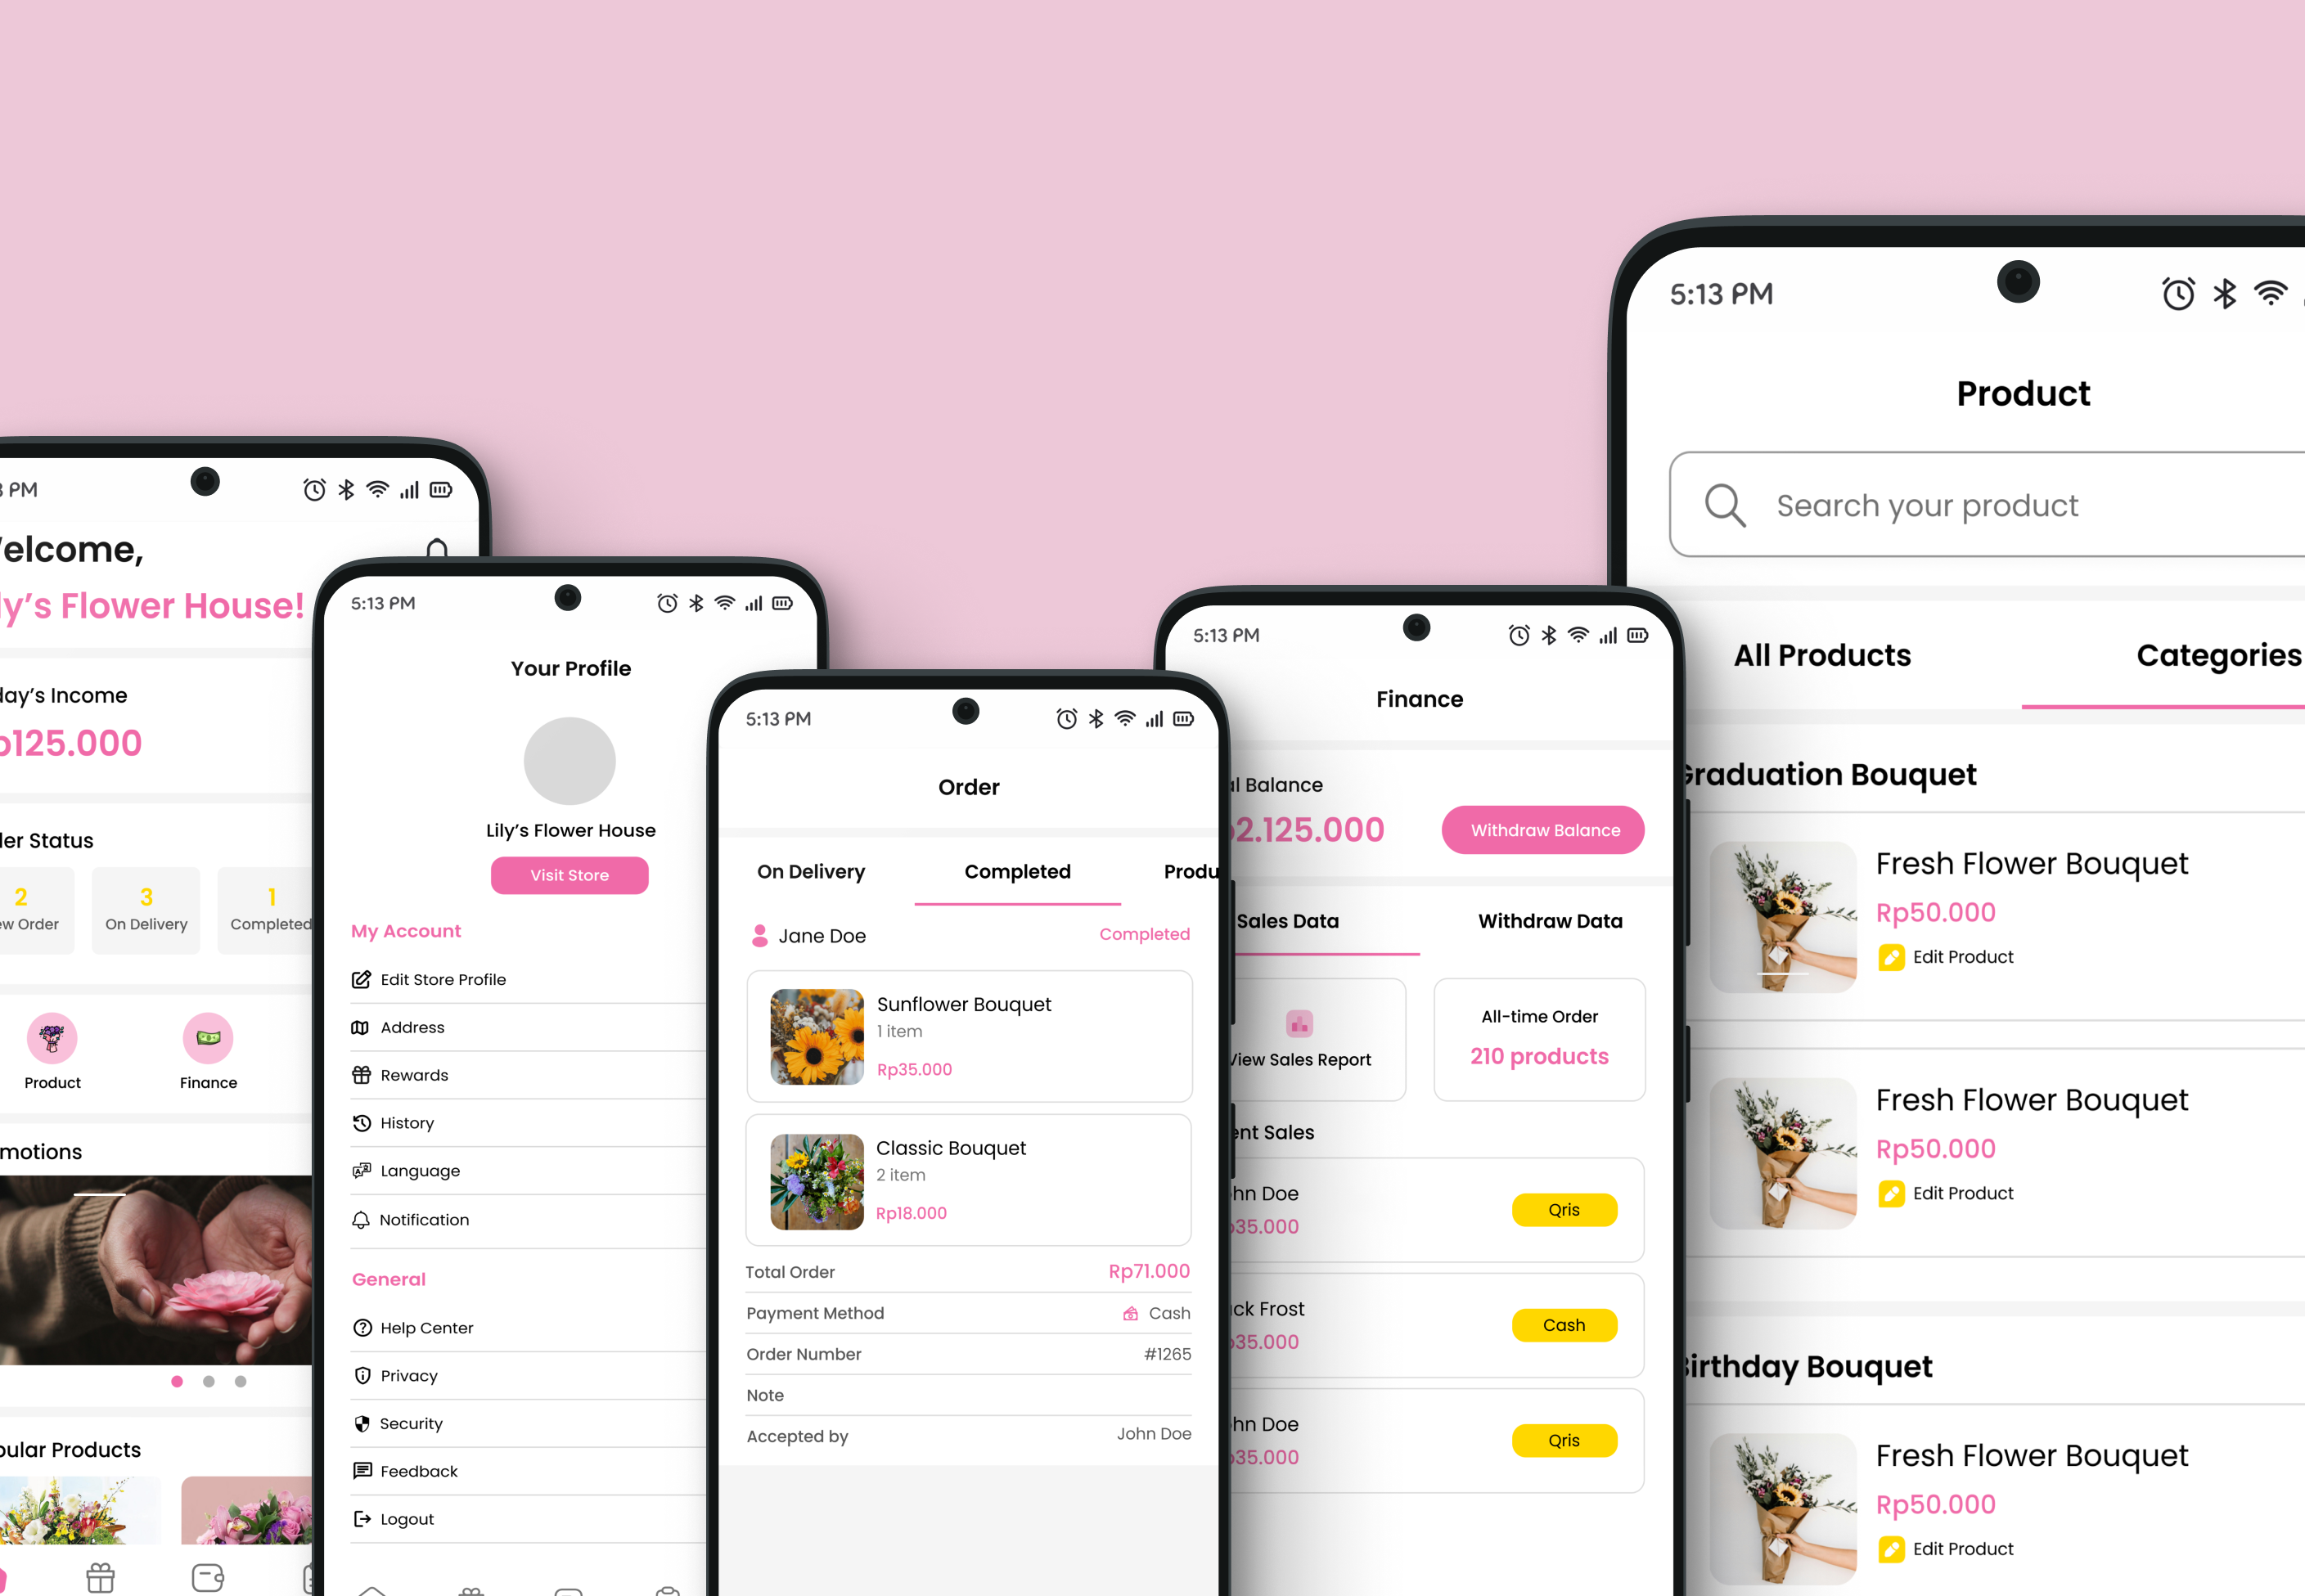 PM
elcome,
ly's Flower House!
day's Income
p125.000
der Status
2
3
1
ew Order
On Delivery
Completed
Product
Finance
motions
pular Products
5:13 PM
Your Profile
Lily's Flower House
Visit Store
My Account
Edit Store Profile
Address
Rewards
History
Language
Notification
General
Help Center
Privacy
Security
Feedback
Logout
5:13 PM
Order
On Delivery
Completed
Produ
Jane Doe
Completed
Sunflower Bouquet
1 item
Rp35.000
Classic Bouquet
2 item
Rp18.000
Total Order
Rp71.000
Payment Method
Cash
Order Number
#1265
Note
Accepted by
John Doe
5:13 PM
Finance
al Balance
2.125.000
Withdraw Balance
Sales Data
Withdraw Data
View Sales Report
All-time Order
210 products
ent Sales
hn Doe
35.000
Qris
ck Frost
35.000
Cash
hn Doe
35.000
Qris
5:13 PM
Product
Search your product
All Products
Categories
Graduation Bouquet
Fresh Flower Bouquet
Rp50.000
Edit Product
Fresh Flower Bouquet
Rp50.000
Edit Product
Birthday Bouquet
Fresh Flower Bouquet
Rp50.000
Edit Product